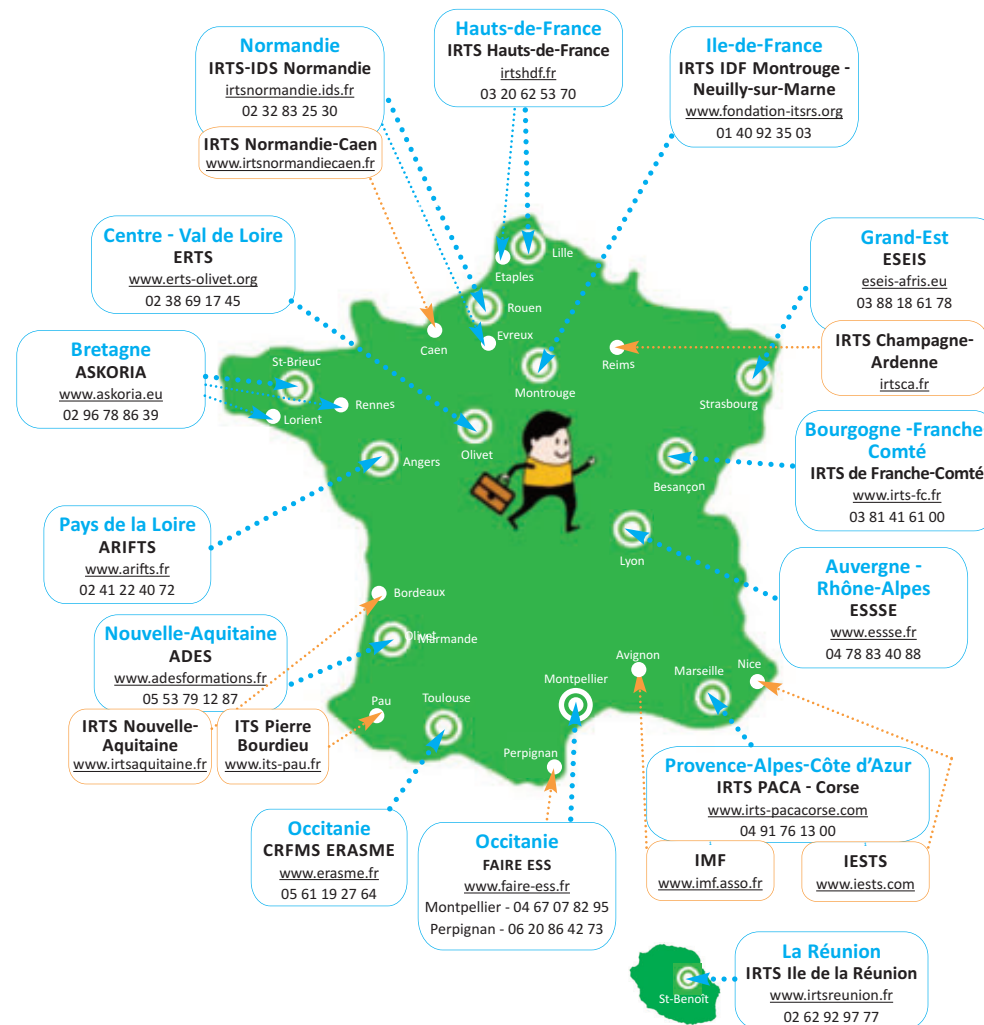 Normandie
IRTS-IDS Normandie
irtsnormandie.ids.fr
02 32 83 25 30
IRTS Normandie-Caen
www.irtsnormandiecaen.fr
Hauts-de-France
IRTS Hauts-de-France
irtshdf.fr
03 20 62 53 70
Ile-de-France
IRTS IDF Montrouge -
Neuilly-sur-Marne
www.fondation-itsrs.org
01 40 92 35 03
Centre - Val de Loire
ERTS
www.erts-olivet.org
02 38 69 17 45
Grand-Est
ESEIS
eseis-afris.eu
03 88 18 61 78
IRTS Champagne-
Ardenne
irtsca.fr
Bretagne
ASKORIA
www.askoria.eu
02 96 78 86 39
Bourgogne -Franche
Comté
IRTS de Franche-Comté
www.irts-fc.fr
03 81 41 61 00
Pays de la Loire
ARIFTS
www.arifts.fr
02 41 22 40 72
Auvergne -
Rhône-Alpes
ESSSE
www.essse.fr
04 78 83 40 88
Nouvelle-Aquitaine
ADES
www.adesformations.fr
05 53 79 12 87
IRTS Nouvelle-
Aquitaine
www.irtsaquitaine.fr
ITS Pierre
Bourdieu
www.its-pau.fr
Lille
Etaples
Rouen
Evreux
Caen
Reims
St-Brieuc
Montrouge
Strasbourg
Rennes
Lorient
Olivet
Angers
Besançon
Lyon
Bordeaux
Olivet
Marmande
Avignon
Nice
Marseille
Montpellier
Pau
Toulouse
Perpignan
Provence-Alpes-Côte d'Azur
IRTS PACA - Corse
www.irts-pacacorse.com
04 91 76 13 00
IMF
www.imf.asso.fr
IESTS
www.iests.com
Occitanie
CRFMS ERASME
www.erasme.fr
05 61 19 27 64
Occitanie
FAIRE ESS
www.faire-ess.fr
Montpellier - 04 67 07 82 95
Perpignan - 06 20 86 42 73
St-Benoît
La Réunion
IRTS Ile de la Réunion
www.irtsreunion.fr
02 62 92 97 77